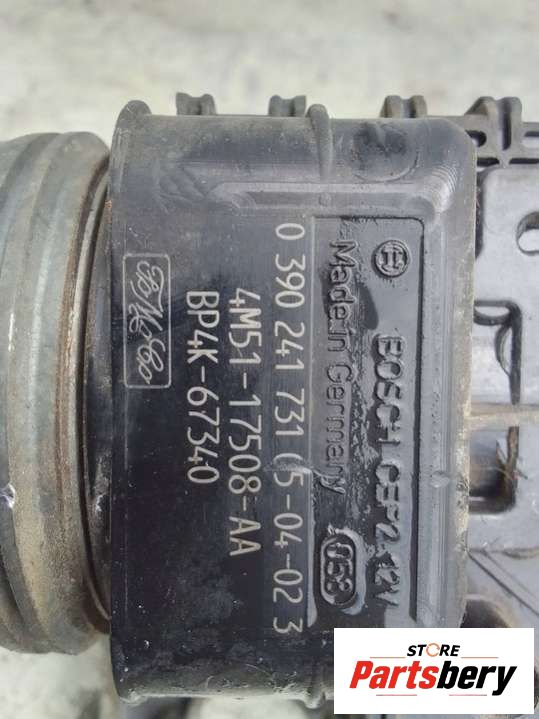 BOSCH CEP2 12V
Made in Germany
053
0 390 241 731 05-04-02 3
4M51-17508-AA
BP4K-67340
STORE
Partsbery